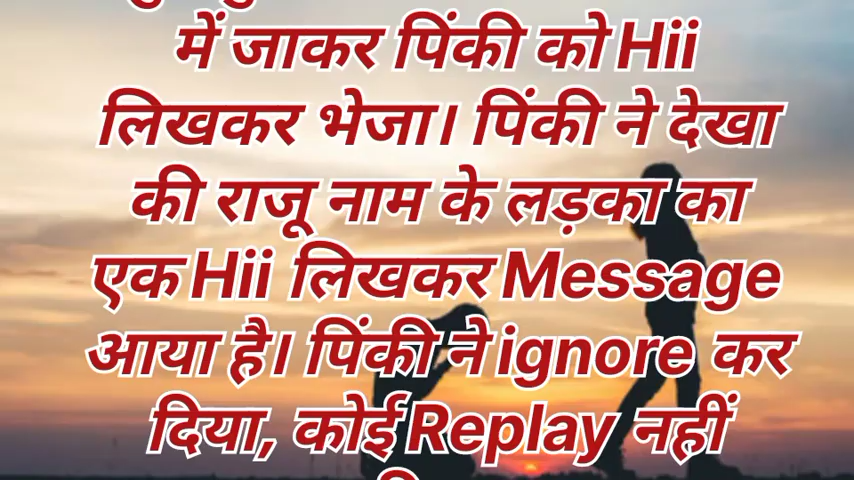 में जाकर पिंकी को Hii
लिखकर भेजा। पिंकी ने देखा
की राजू नाम के लड़का का
एक Hii लिखकर Message
आया है। पिंकी ने ignore कर
दिया, कोई Replay नहीं